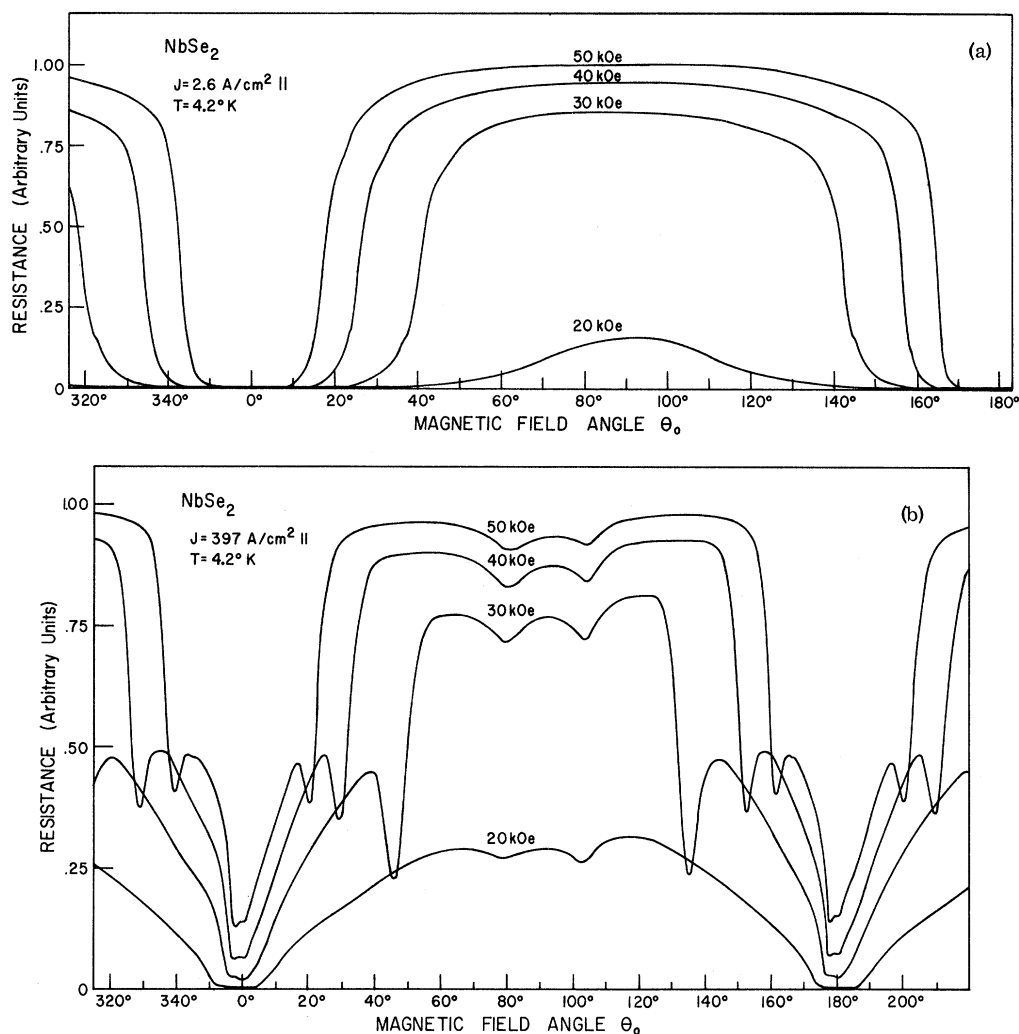 (a)
NbSe2
J=2.6 A/cm2 ||
T=4.2°K
50 kOe
40 kOe
30 kOe
20 kOe
RESISTANCE (Arbitrary Units)
1.00
.75
.50
.25
0
320° 340° 0° 20° 40° 60° 80° 100° 120° 140° 160° 180°
MAGNETIC FIELD ANGLE θo
(b)
NbSe2
J=397 A/cm2 ||
T=4.2°K
50 kOe
40 kOe
30 kOe
20 kOe
RESISTANCE (Arbitrary Units)
1.00
.75
.50
.25
0
320° 340° 0° 20° 40° 60° 80° 100° 120° 140° 160° 180° 200°
MAGNETIC FIELD ANGLE θo